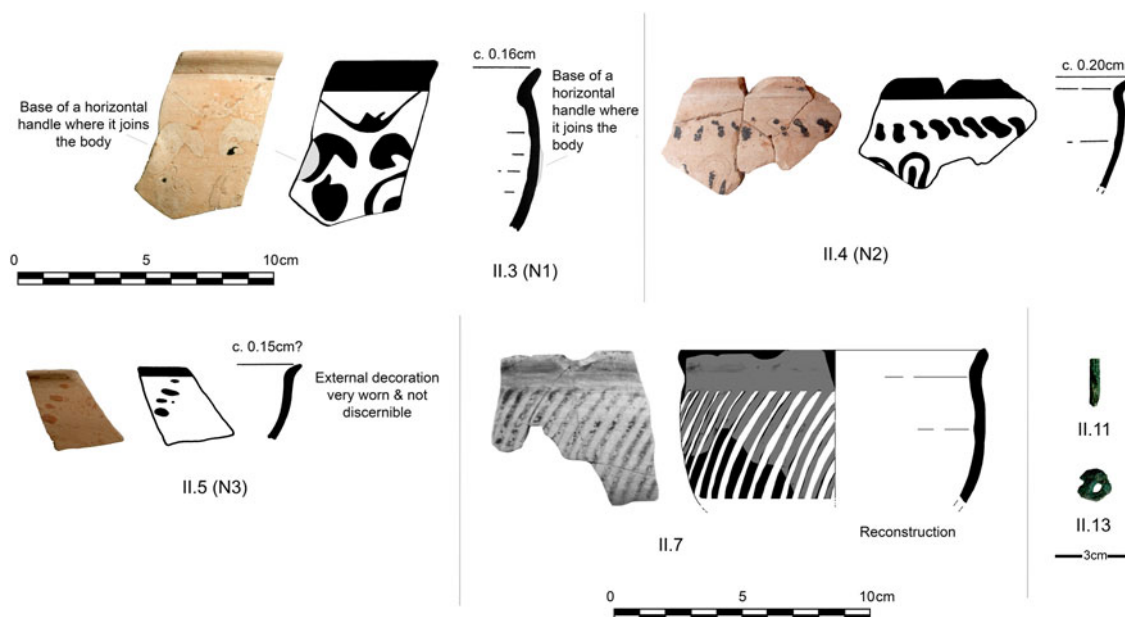 c. 0.16cm
Base of a horizontal
handle where it joins
the body
Base of a
horizontal
handle where
it joins the
body
0 5 10cm
II.3 (N1)
c. 0.20cm
II.4 (N2)
c. 0.15cm?
External decoration
very worn & not
discernible
II.5 (N3)
II.7
Reconstruction
0 5 10cm
II.11
II.13
3cm